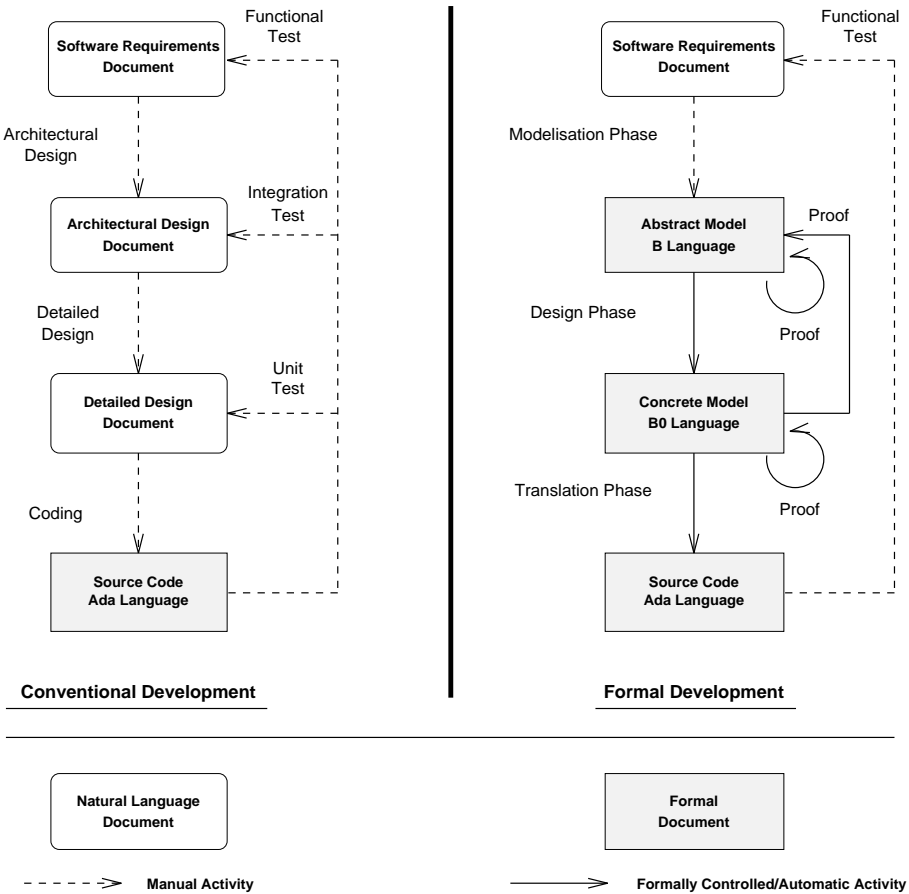 Functional
Test
Software Requirements
Document
Architectural
Design
Integration
Test
Architectural Design
Document
Detailed
Design
Unit
Test
Detailed Design
Document
Coding
Source Code
Ada Language
Conventional Development
Functional
Test
Software Requirements
Document
Modelisation Phase
Abstract Model
B Language
Proof
Design Phase
Proof
Concrete Model
B0 Language
Translation Phase
Proof
Source Code
Ada Language
Formal Development
Natural Language
Document
Formal
Document
Manual Activity
Formally Controlled/Automatic Activity